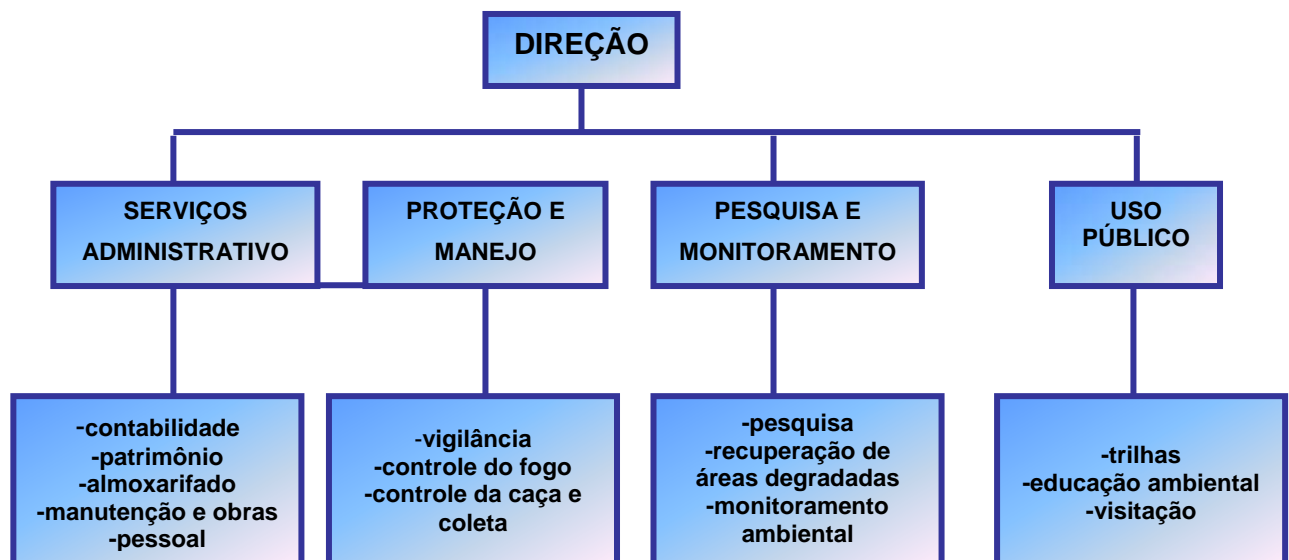 DIREÇÃO
SERVIÇOS
ADMINISTRATIVO
PROTEÇÃO E
MANEJO
PESQUISA E
MONITORAMENTO
USO
PÚBLICO
-contabilidade
-patrimônio
-almoxarifado
-manutenção e obras
-pessoal
-vigilância
-controle do fogo
-controle da caça e
coleta
-pesquisa
-recuperação de
áreas degradadas
-monitoramento
ambiental
-trilhas
-educação ambiental
-visitação